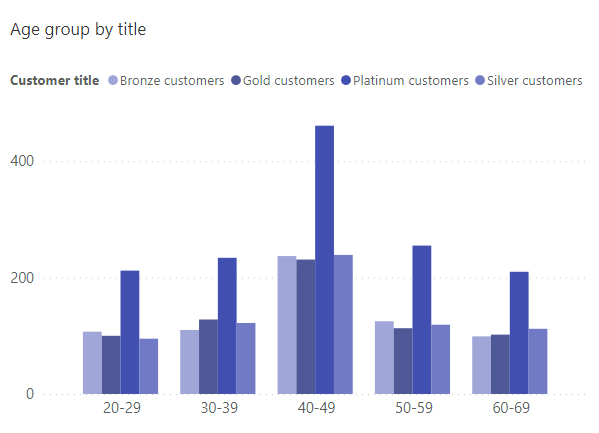 Age group by title
Customer title Bronze customers Gold customers Platinum customers Silver customers
400
200
0
20-29 30-39 40-49 50-59 60-69